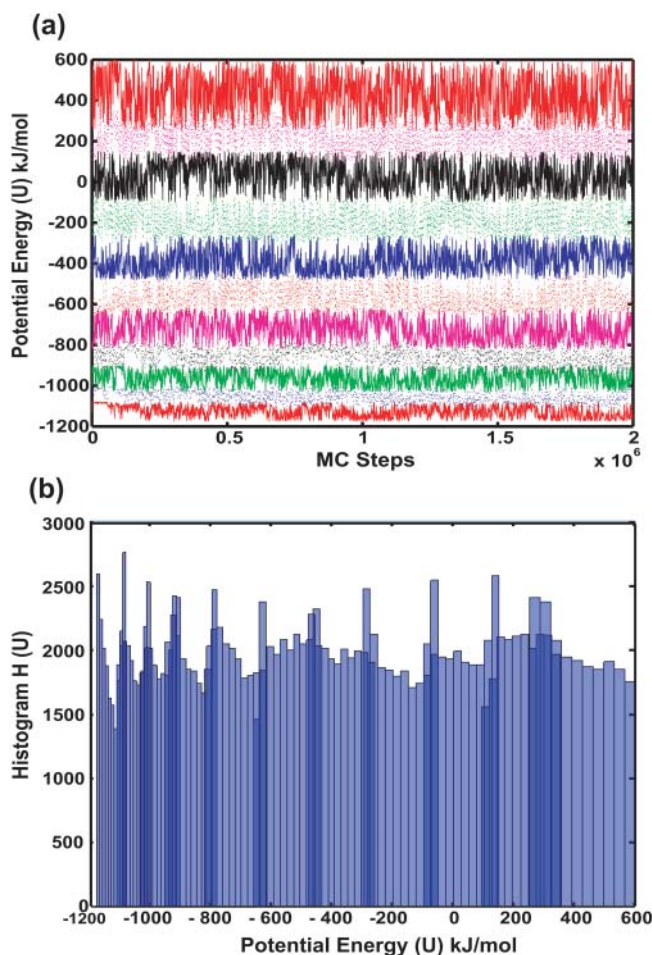 (a)
600
400
200
0
-200
-400
-600
-800
-1000
-1200
Potential Energy (U) kJ/mol
0 0.5 1 1.5 2
MC Steps
x 10^6
(b)
3000
2500
2000
1500
1000
500
0
Histogram H (U)
-1200 -1000 -800 -600 -400 -200 0 200 400 600
Potential Energy (U) kJ/mol